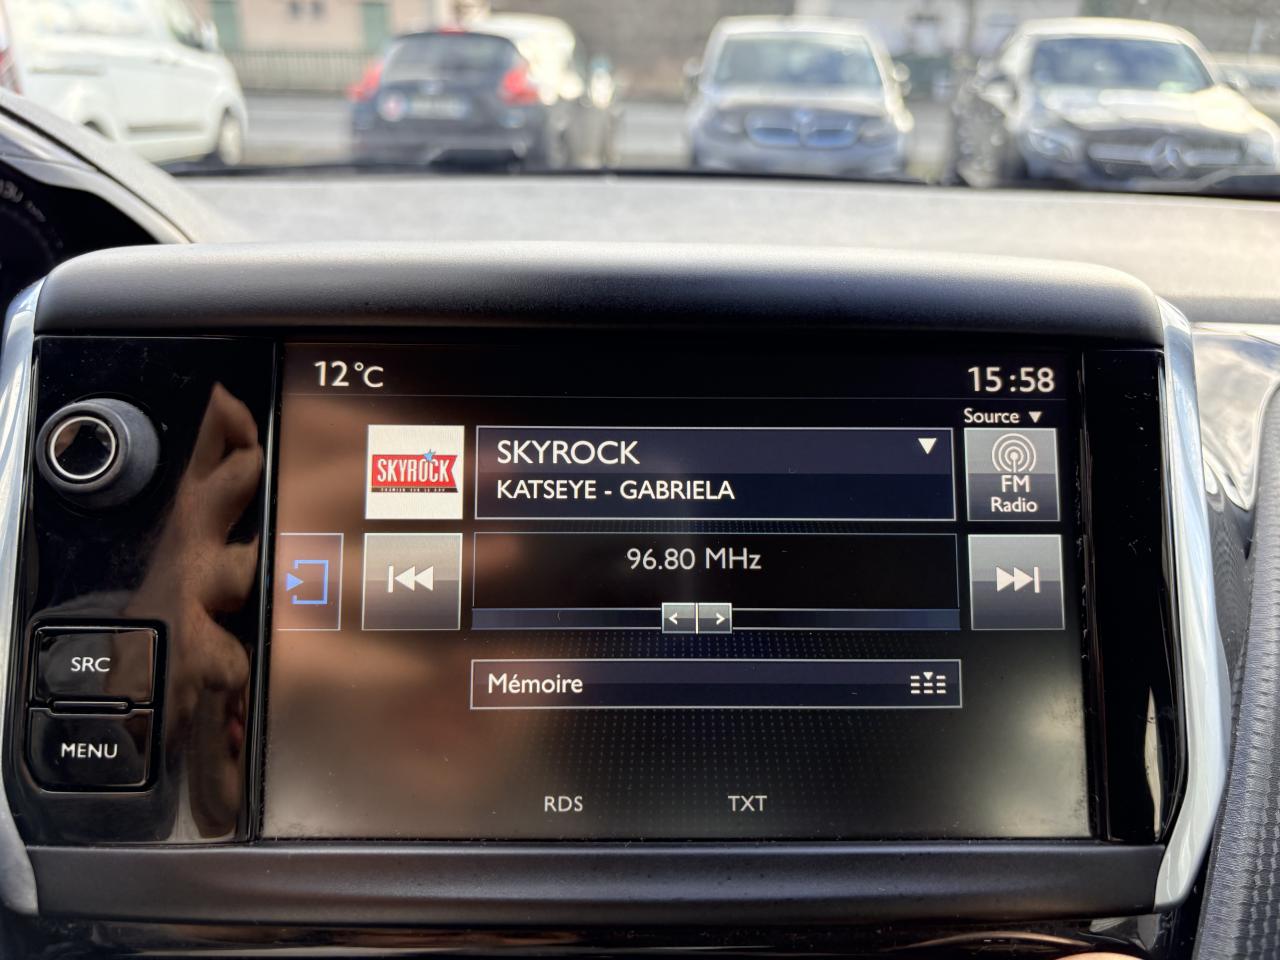 12°C
15:58
Source
SKYROCK
SKYROCK
KATSEYE - GABRIELA
FM
Radio
96.80 MHz
SRC
Mémoire
MENU
RDS
TXT